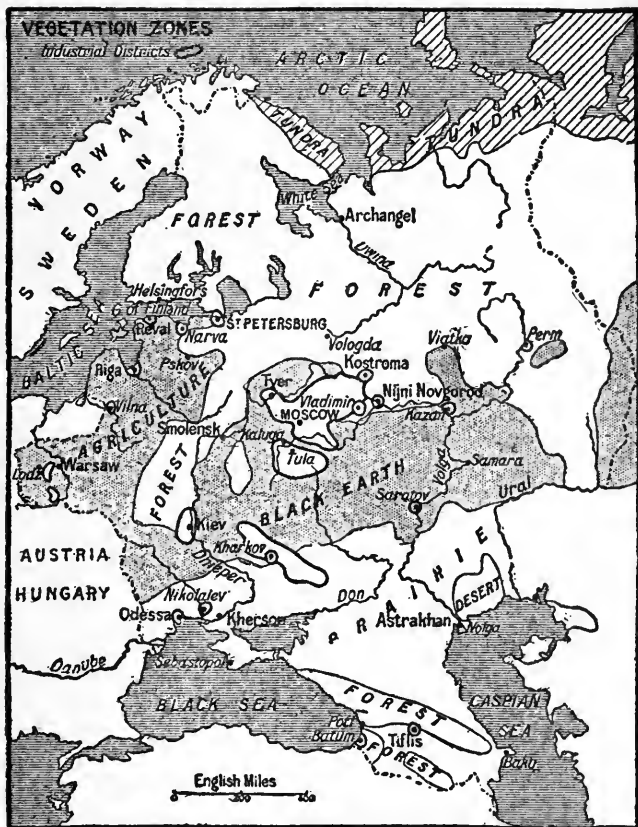 VEGETATION ZONES
Industrial Districts
ARCTIC
OCEAN
TUNDRA
TUNDRA
NORWAY
SWEDEN
White Sea
Archangel
FOREST
Dwina
Helsingfors
FOREST
G. of Finland
ST PETERSBURG
BALTIC SEA
Reval
Narva
Vologda
Viatka
Perm
Kostroma
Riga
Pskov
Tver
Vladimir
Nijni Novgorod
Vilna
MOSCOW
Kazan
AGRICULTURE
Smolensk
Kaluga
Lodz
Warsaw
Tula
Volga
Samara
FOREST
BLACK EARTH
Saratov
Ural
Kiev
Kharkov
AUSTRIA
HUNGARY
Dnieper
Nikolaiev
Don
PRAIRIE
DESERT
Odessa
Kherson
Astrakhan
Volga
Danube
Sebastopol
BLACK SEA
FOREST
CASPIAN
SEA
Poti
Batum
Tiflis
FOREST
Baku
English Miles